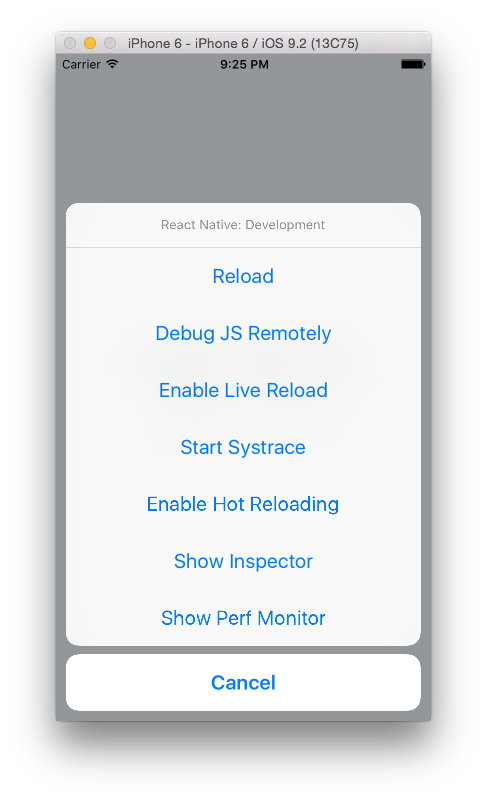 iPhone 6 - iPhone 6 / iOS 9.2 (13C75)
Carrier 9:25 PM
React Native: Development
Reload
Debug JS Remotely
Enable Live Reload
Start Systrace
Enable Hot Reloading
Show Inspector
Show Perf Monitor
Cancel